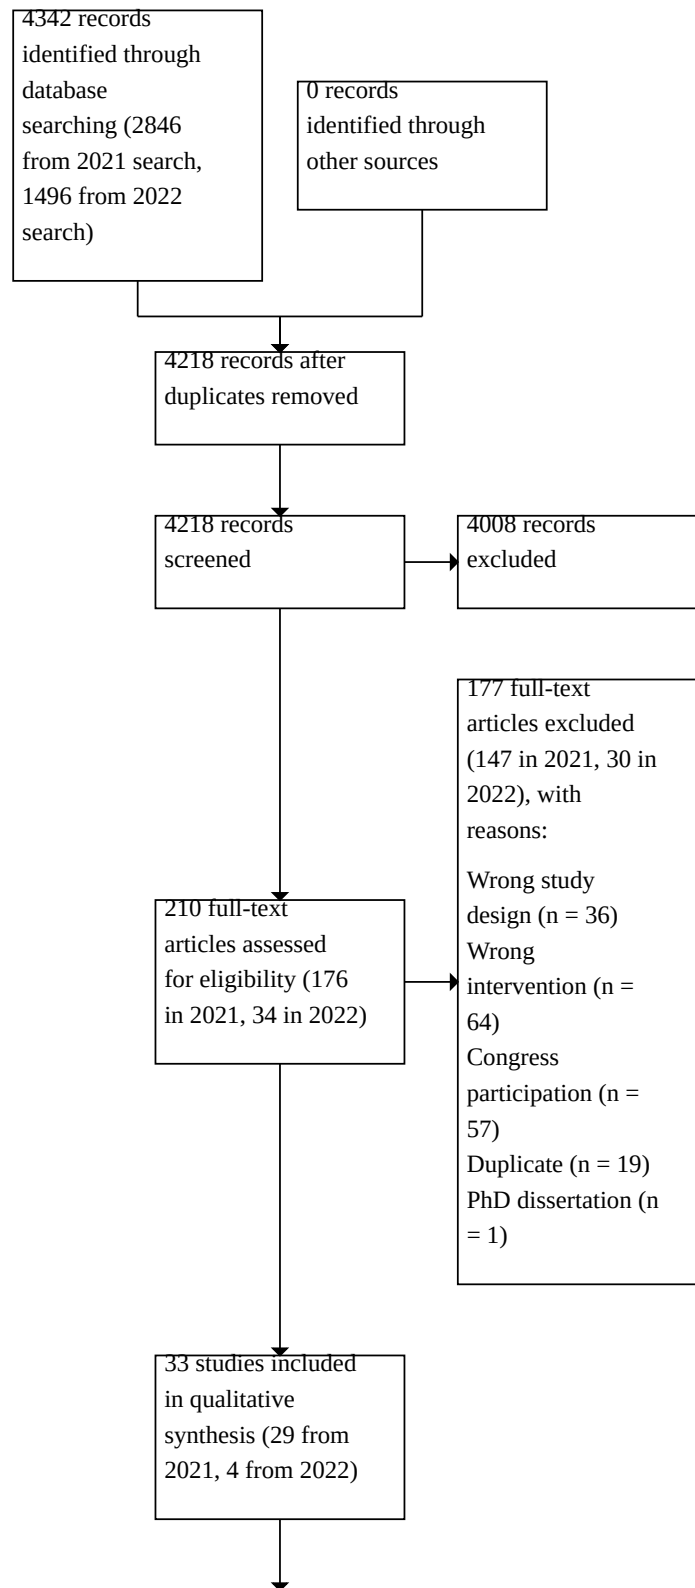 4342 records
identified through
database
searching (2846
from 2021 search,
1496 from 2022
search)
0 records
identified through
other sources
4218 records after
duplicates removed
4218 records
screened
4008 records
excluded
177 full-text
articles excluded
(147 in 2021, 30 in
2022), with
reasons:
Wrong study
design (n = 36)
Wrong
intervention (n =
64)
Congress
participation (n =
57)
Duplicate (n = 19)
PhD dissertation (n
= 1)
210 full-text
articles assessed
for eligibility (176
in 2021, 34 in 2022)
33 studies included
in qualitative
synthesis (29 from
2021, 4 from 2022)